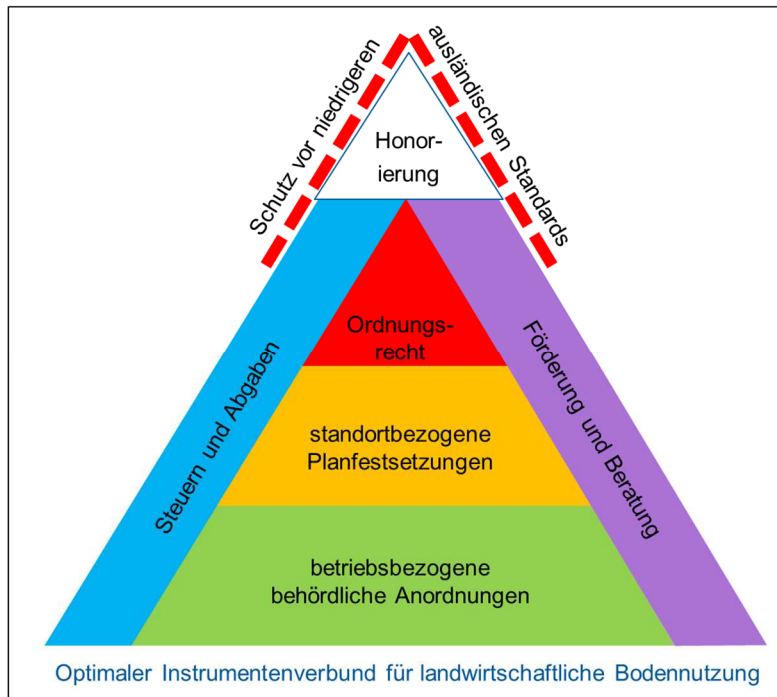 Schutz vor niedrigeren
ausländischen Standards
Honor-
ierung
Steuern und Abgaben
Ordnungs-
recht
Förderung und Beratung
standortbezogene
Planfestsetzungen
betriebsbezogene
behördliche Anordnungen
Optimaler Instrumentenverbund für landwirtschaftliche Bodennutzung